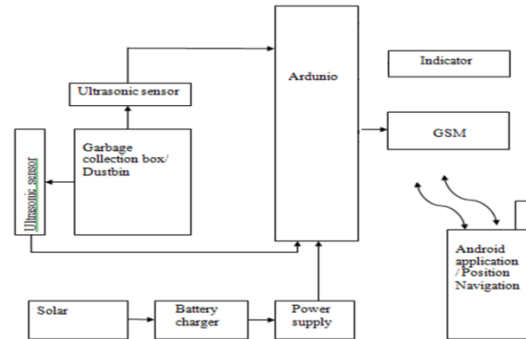 Ultrasonic sensor
Ardunio
Indicator
GSM
Garbage
collection box/
Dustbin
Ultrasonic sensor
Android
application
/ Position
Navigation
Solar
Battery
charger
Power
supply